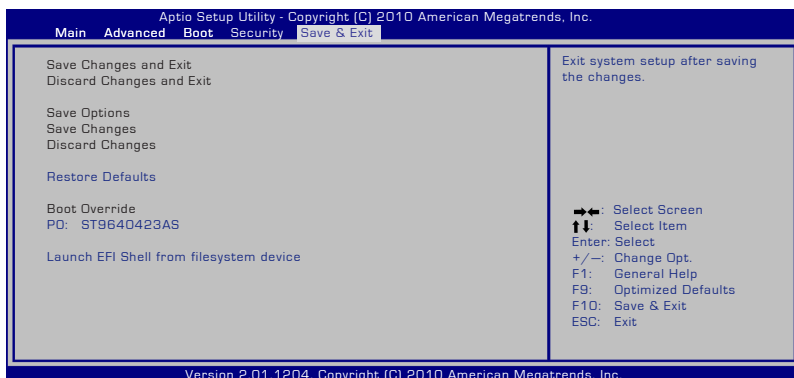 Aptio Setup Utility - Copyright (C) 2010 American Megatrends, Inc.
Main Advanced Boot Security Save & Exit
Save Changes and Exit
Discard Changes and Exit
Save Options
Save Changes
Discard Changes
Restore Defaults
Boot Override
P0: ST9640423AS
Launch EFI Shell from filesystem device
Exit system setup after saving
the changes.
→←: Select Screen
↑↓: Select Item
Enter: Select
+/—: Change Opt.
F1: General Help
F9: Optimized Defaults
F10: Save & Exit
ESC: Exit
Version 2.01.1204. Copyright (C) 2010 American Megatrends, Inc.